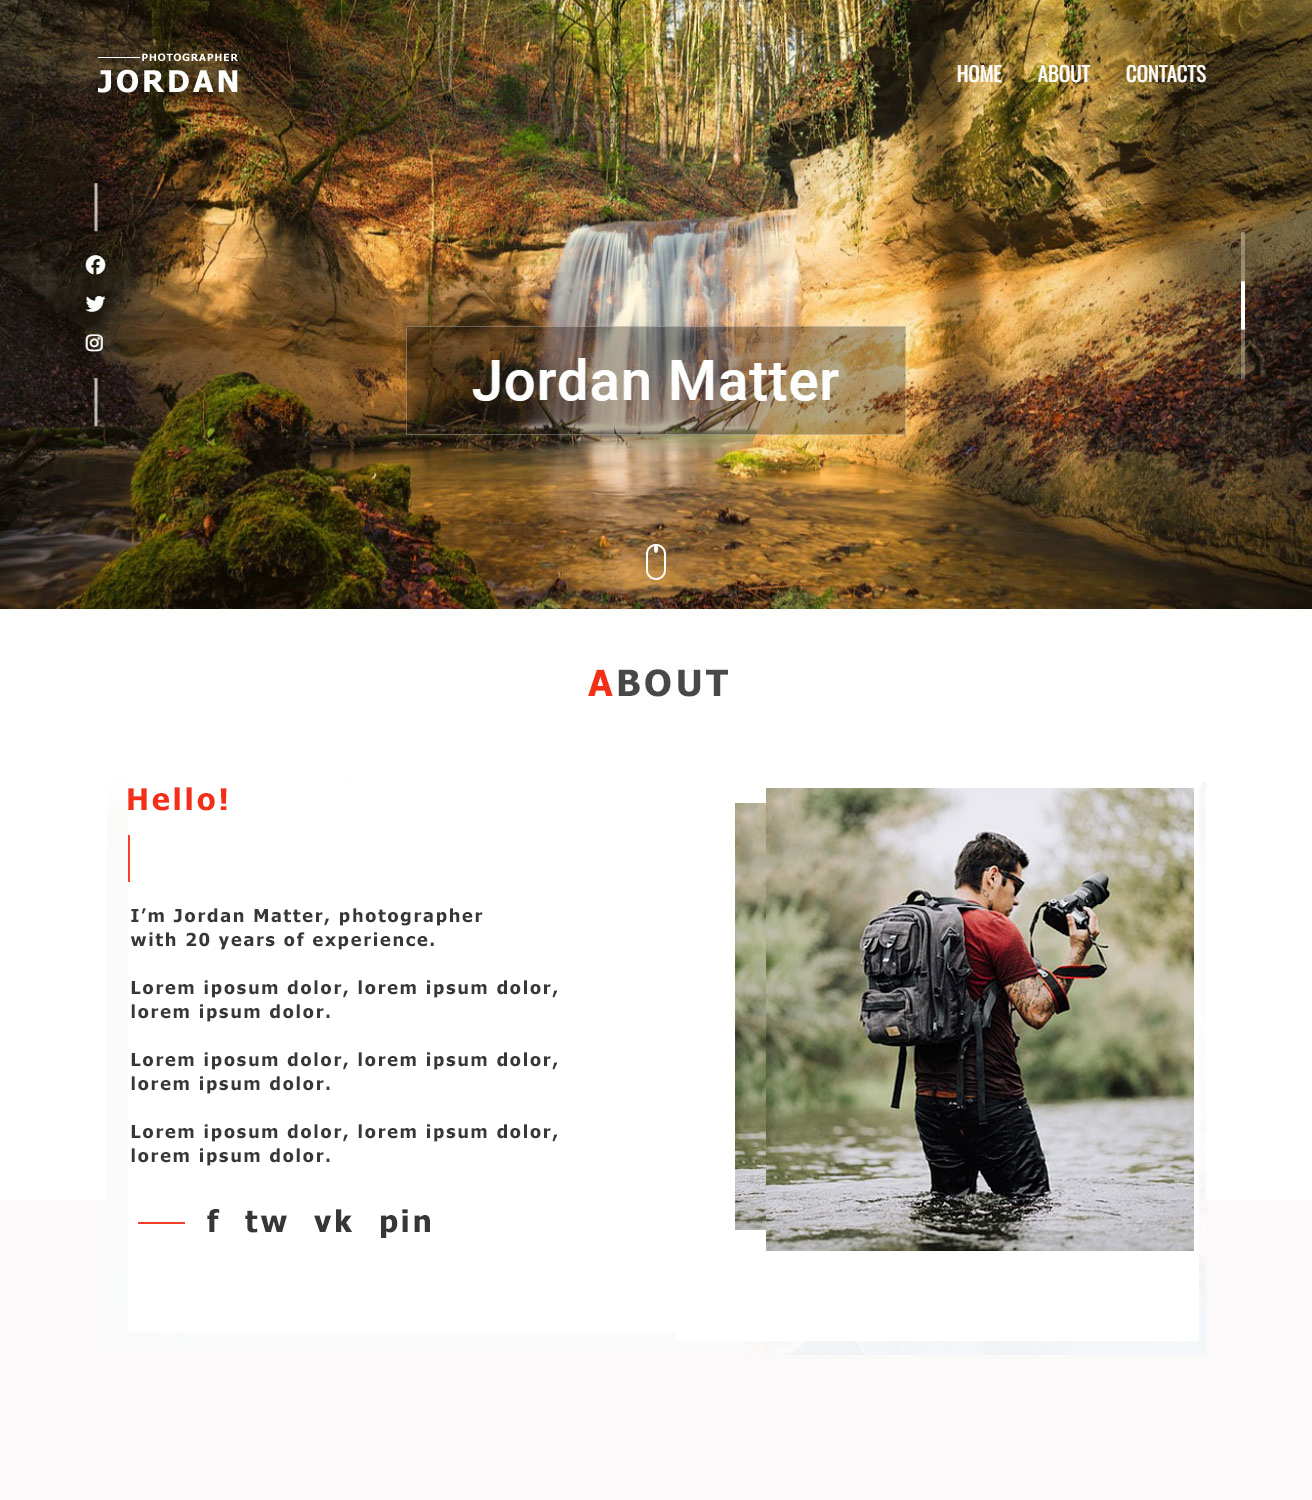 PHOTOGRAPHER
JORDAN
HOME ABOUT CONTACTS
Jordan Matter
ABOUT
Hello!
I’m Jordan Matter, photographer
with 20 years of experience.
Lorem iposum dolor, lorem ipsum dolor,
lorem ipsum dolor.
Lorem iposum dolor, lorem ipsum dolor,
lorem ipsum dolor.
Lorem iposum dolor, lorem ipsum dolor,
lorem ipsum dolor.
f tw vk pin